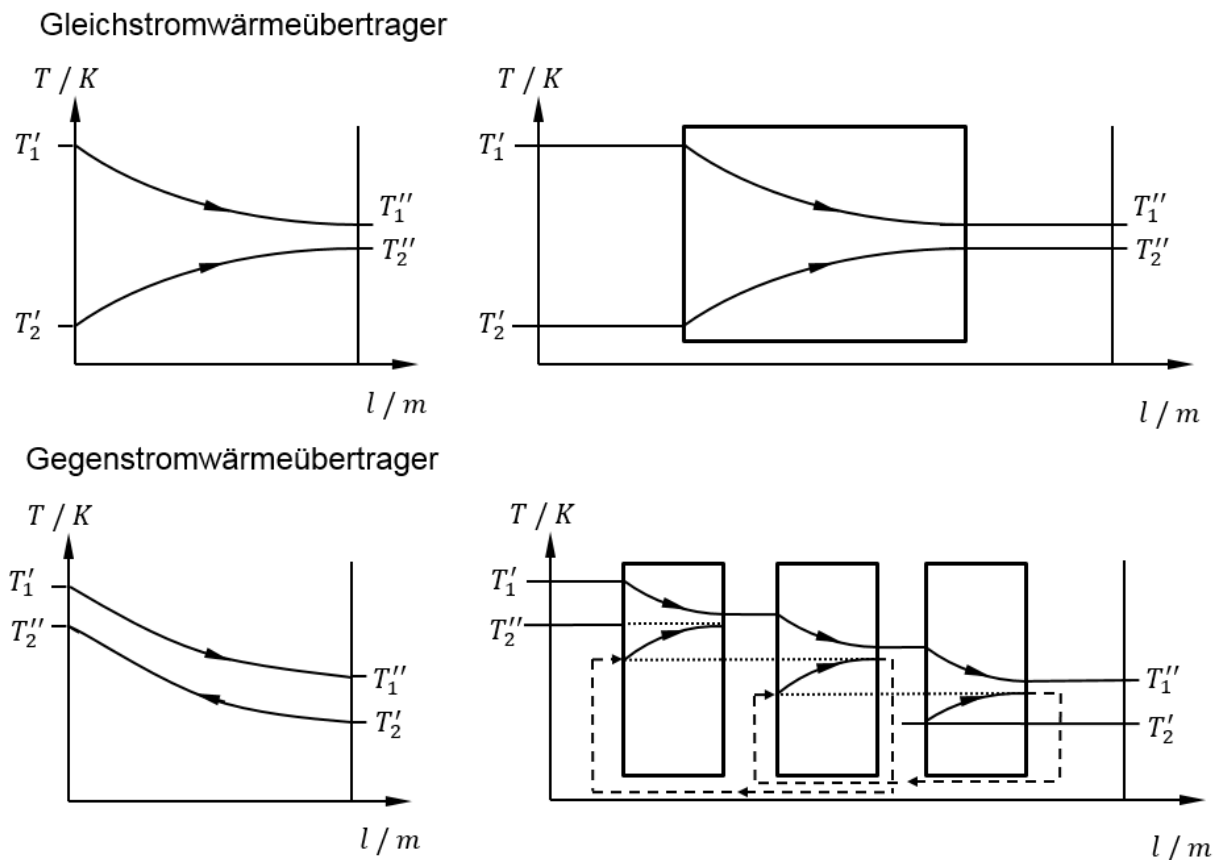 Gleichstromwärmeübertrager
T / K
T₁′
T₂′
T₁″
T₂″
l / m
T / K
T₁′
T₂′
T₁″
T₂″
l / m
Gegenstromwärmeübertrager
T / K
T₁′
T₂″
T₁″
T₂′
l / m
T / K
T₁′
T₂″
T₁″
T₂′
l / m